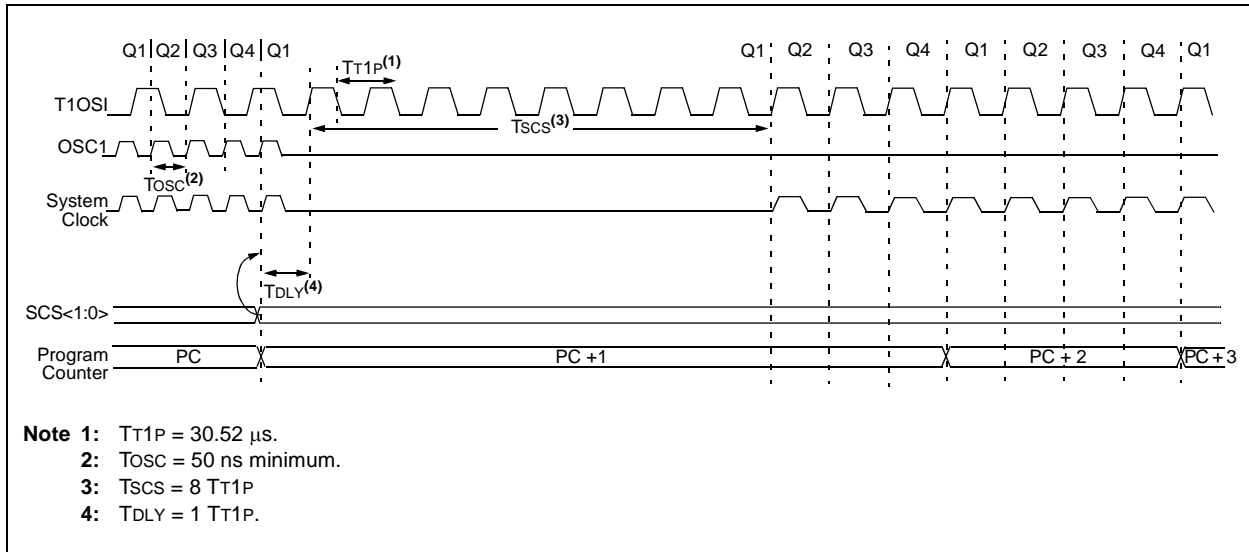 Q1 Q2 Q3 Q4 Q1 Q1 Q2 Q3 Q4 Q1 Q2 Q3 Q4 Q1
TT1P(1)
T1OSI
TSCS(3)
OSC1
TOSC(2)
System
Clock
TDLY(4)
SCS<1:0>
Program
Counter
PC PC +1 PC + 2 PC + 3
Note 1: TT1P = 30.52 μs.
2: TOSC = 50 ns minimum.
3: TSCS = 8 TT1P
4: TDLY = 1 TT1P.